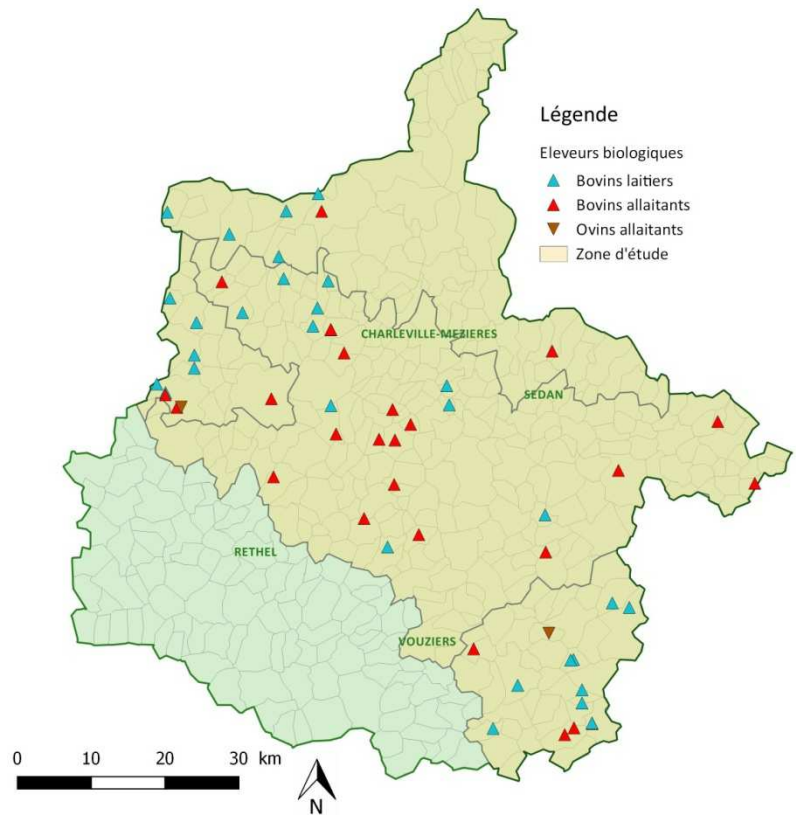 Légende
Eleveurs biologiques
Bovins laitiers
Bovins allaitants
Ovins allaitants
Zone d'étude
CHARLEVILLE-MEZIERES
SEDAN
RETHEL
VOUZIERS
0 10 20 30 km
N